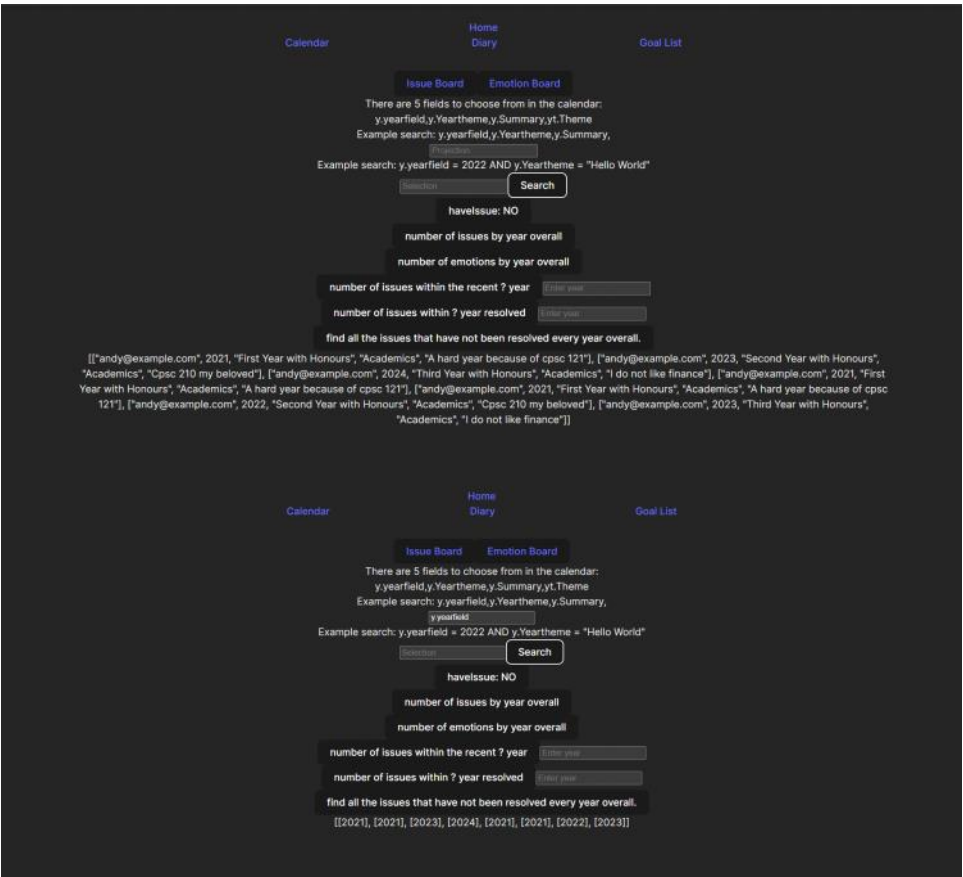 Home
Calendar Diary Goal List
Issue Board Emotion Board
There are 5 fields to choose from in the calendar:
y.yearfield,y.Yeartheme,y.Summary,yt.Theme
Example search: y.yearfield,y.Yeartheme,y.Summary,
Projection
Example search: y.yearfield = 2022 AND y.Yeartheme = "Hello World"
Selection Search
haveIssue: NO
number of issues by year overall
number of emotions by year overall
number of issues within the recent ? year Enter year
number of issues within ? year resolved Enter year
find all the issues that have not been resolved every year overall.
[["andy@example.com", 2021, "First Year with Honours", "Academics", "A hard year because of cpsc 121"], ["andy@example.com", 2023, "Second Year with Honours",
"Academics", "Cpsc 210 my beloved"], ["andy@example.com", 2024, "Third Year with Honours", "Academics", "I do not like finance"], ["andy@example.com", 2021, "First
Year with Honours", "Academics", "A hard year because of cpsc 121"], ["andy@example.com", 2021, "First Year with Honours", "Academics", "A hard year because of cpsc
121"], ["andy@example.com", 2022, "Second Year with Honours", "Academics", "Cpsc 210 my beloved"], ["andy@example.com", 2023, "Third Year with Honours",
"Academics", "I do not like finance"]]
Home
Calendar Diary Goal List
Issue Board Emotion Board
There are 5 fields to choose from in the calendar:
y.yearfield,y.Yeartheme,y.Summary,yt.Theme
Example search: y.yearfield,y.Yeartheme,y.Summary,
y.yearfield
Example search: y.yearfield = 2022 AND y.Yeartheme = "Hello World"
Selection Search
haveIssue: NO
number of issues by year overall
number of emotions by year overall
number of issues within the recent ? year Enter year
number of issues within ? year resolved Enter year
find all the issues that have not been resolved every year overall.
[[2021], [2021], [2023], [2024], [2021], [2021], [2022], [2023]]